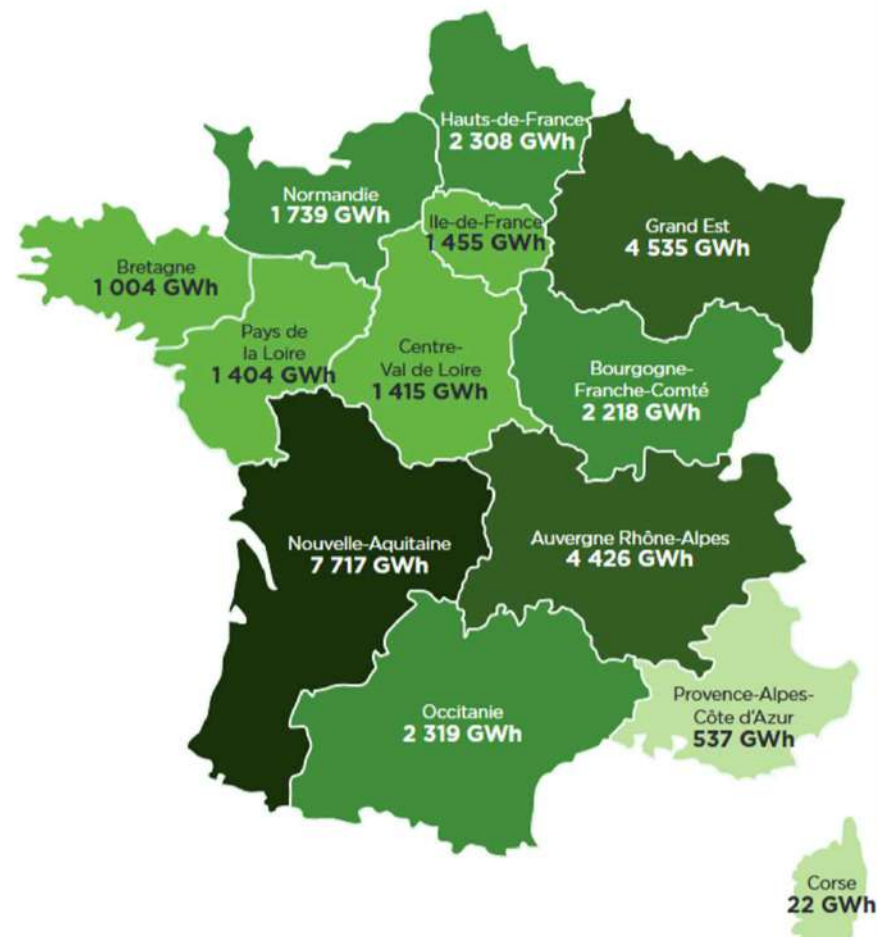 Hauts-de-France
2 308 GWh
Normandie
1 739 GWh
Ile-de-France
1 455 GWh
Grand Est
4 535 GWh
Bretagne
1 004 GWh
Pays de
la Loire
1 404 GWh
Centre-
Val de Loire
1 415 GWh
Bourgogne-
Franche-Comté
2 218 GWh
Nouvelle-Aquitaine
7 717 GWh
Auvergne Rhône-Alpes
4 426 GWh
Occitanie
2 319 GWh
Provence-Alpes-
Côte d'Azur
537 GWh
Corse
22 GWh